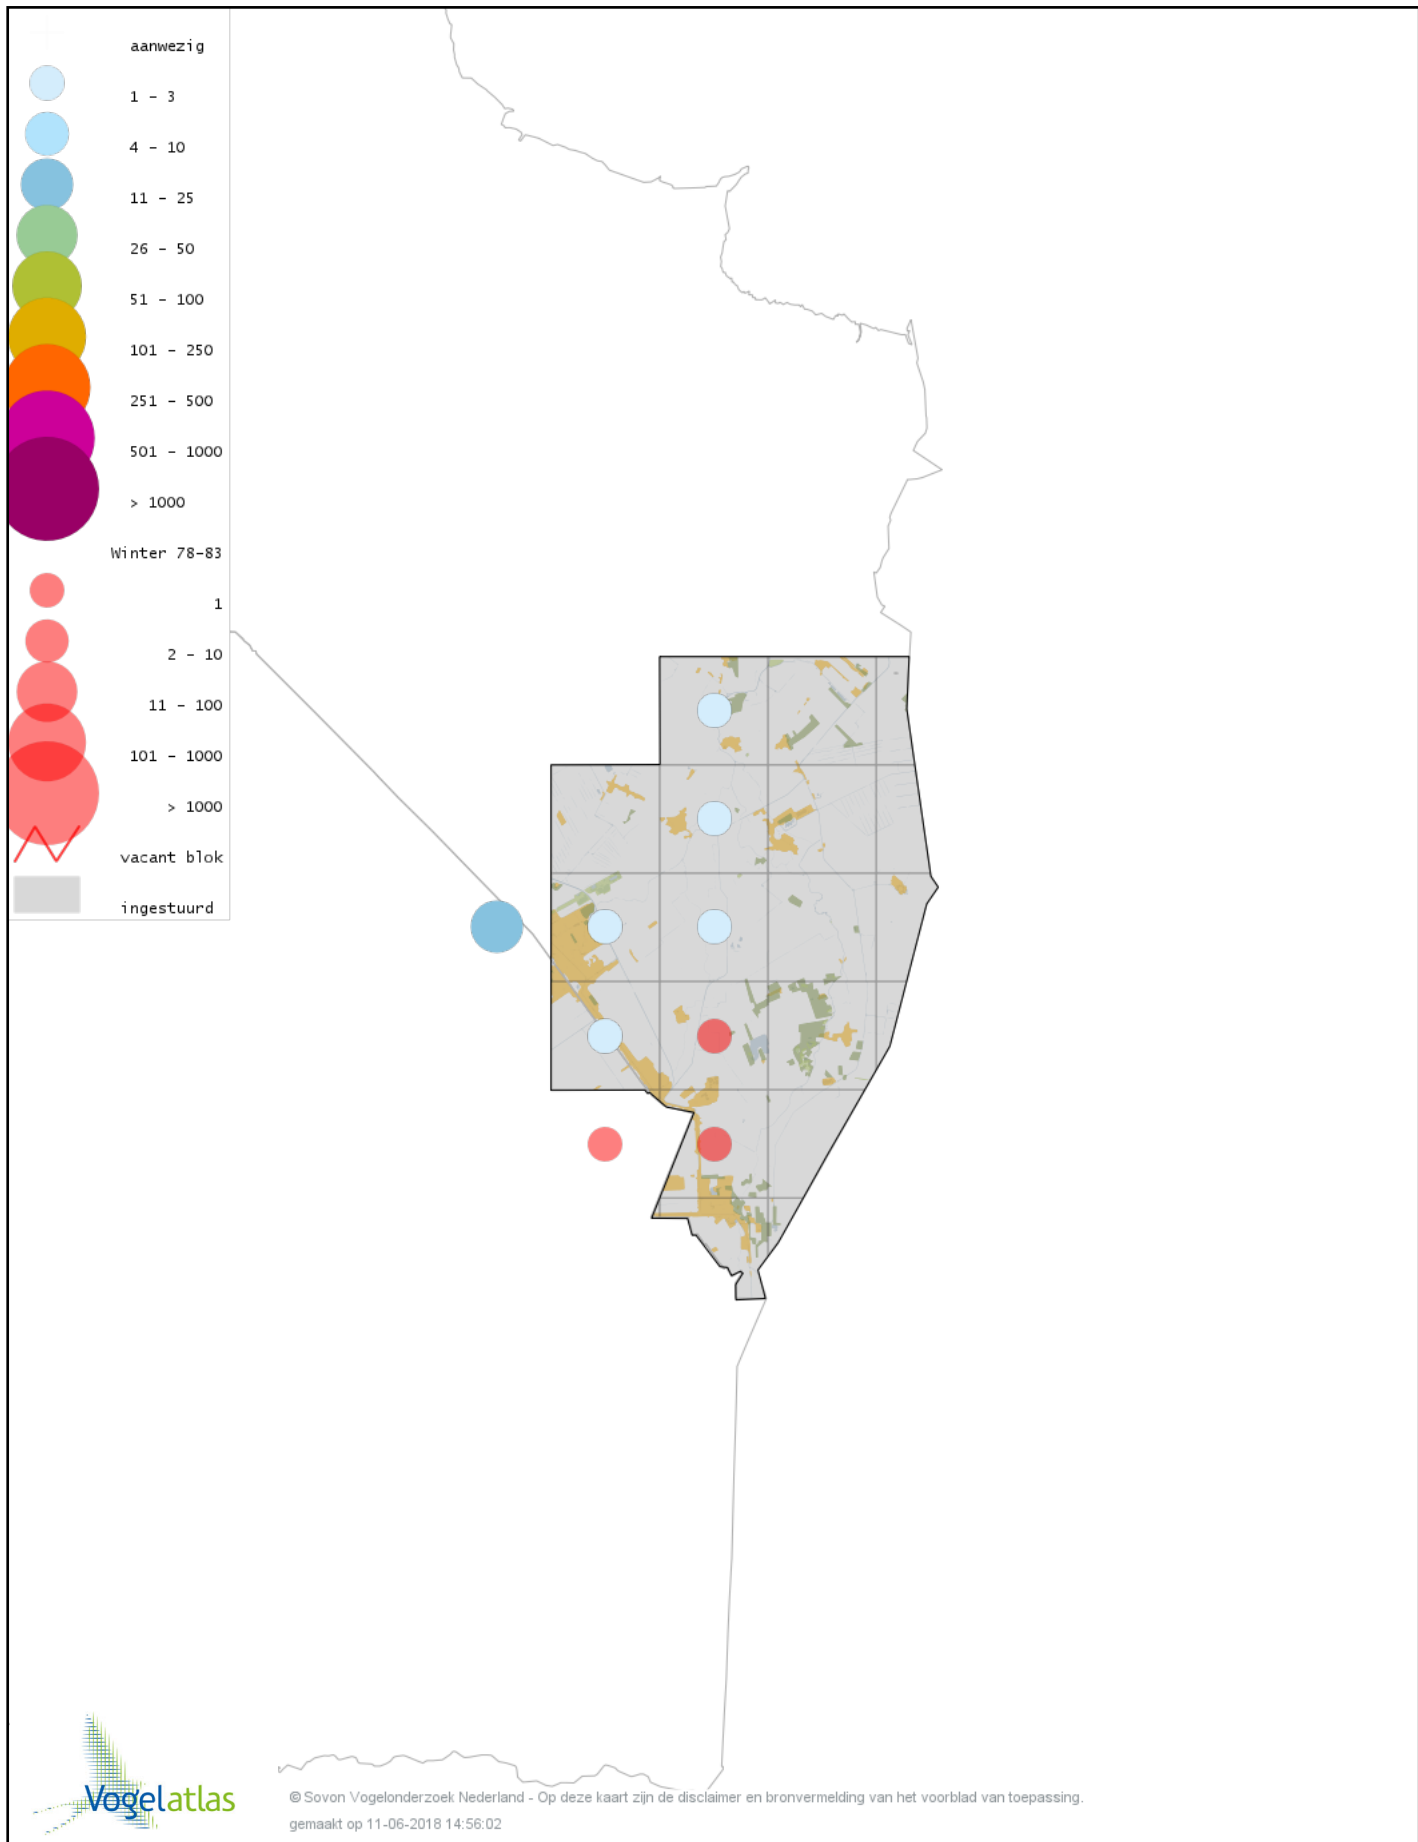 aanwezig
1 - 3
4 - 10
11 - 25
26 - 50
51 - 100
101 - 250
251 - 500
501 - 1000
> 1000
Winter 78-83
1
2 - 10
11 - 100
101 - 1000
> 1000
vacant blok
ingestuurd
Vogelatlas
© Sovon Vogelonderzoek Nederland - Op deze kaart zijn de disclaimer en bronvermelding van het voorblad van toepassing.
gemaakt op 11-06-2018 14:56:02